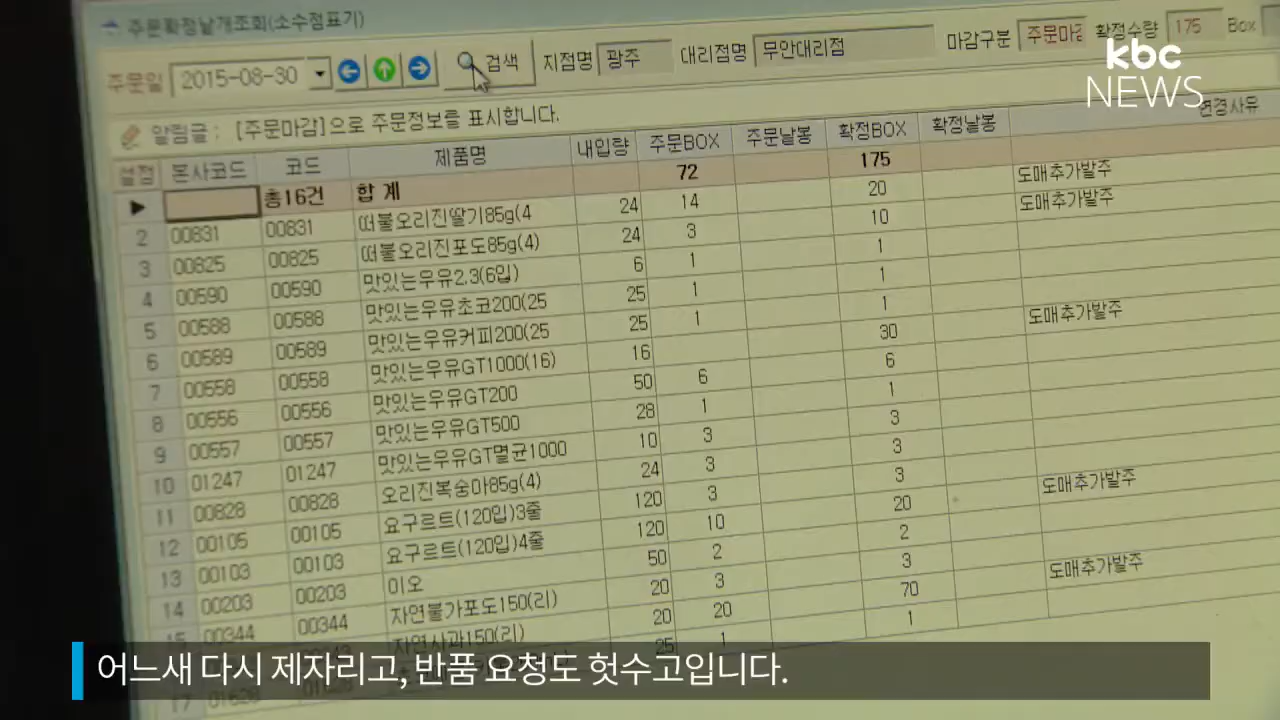 주문확정낱개조회(소수점표기)
주문일 2015-08-30 검색 지점명 광주 대리점명 무안대리점 마감구분 주문마감 확정수량 175 Box
kbc
NEWS
알림글 : [주문마감]으로 주문정보를 표시합니다.
설정 본사코드 코드 제품명 내입량 주문BOX 주문낱봉 확정BOX 확정낱봉 변경사유
총16건 합 계 72 175
2 00831 00831 떠불오리진딸기85g(4 24 14 20 도매추가발주
3 00825 00825 떠불오리진포도85g(4) 24 3 10 도매추가발주
4 00590 00590 맛있는우유2.3(6입) 6 1 1
5 00588 00588 맛있는우유초코200(25 25 1 1
6 00589 00589 맛있는우유커피200(25 25 1 1
7 00558 00558 맛있는우유GT1000(16) 16 30 도매추가발주
8 00556 00556 맛있는우유GT200 50 6 6
9 00557 00557 맛있는우유GT500 28 1 1
10 01247 01247 맛있는우유GT멸균1000 10 3 3
11 00828 00828 오리진복숭아85g(4) 24 3 3
12 00105 00105 요구르트(120입)3줄 120 3 3
13 00103 00103 요구르트(120입)4줄 120 10 20 도매추가발주
14 00203 00203 이오 50 2 2
15 00344 00344 자연불가포도150(리) 20 3 3
자연사과150(리) 20 20 70 도매추가발주
17 01628 25 1 1
어느새 다시 제자리고, 반품 요청도 헛수고입니다.